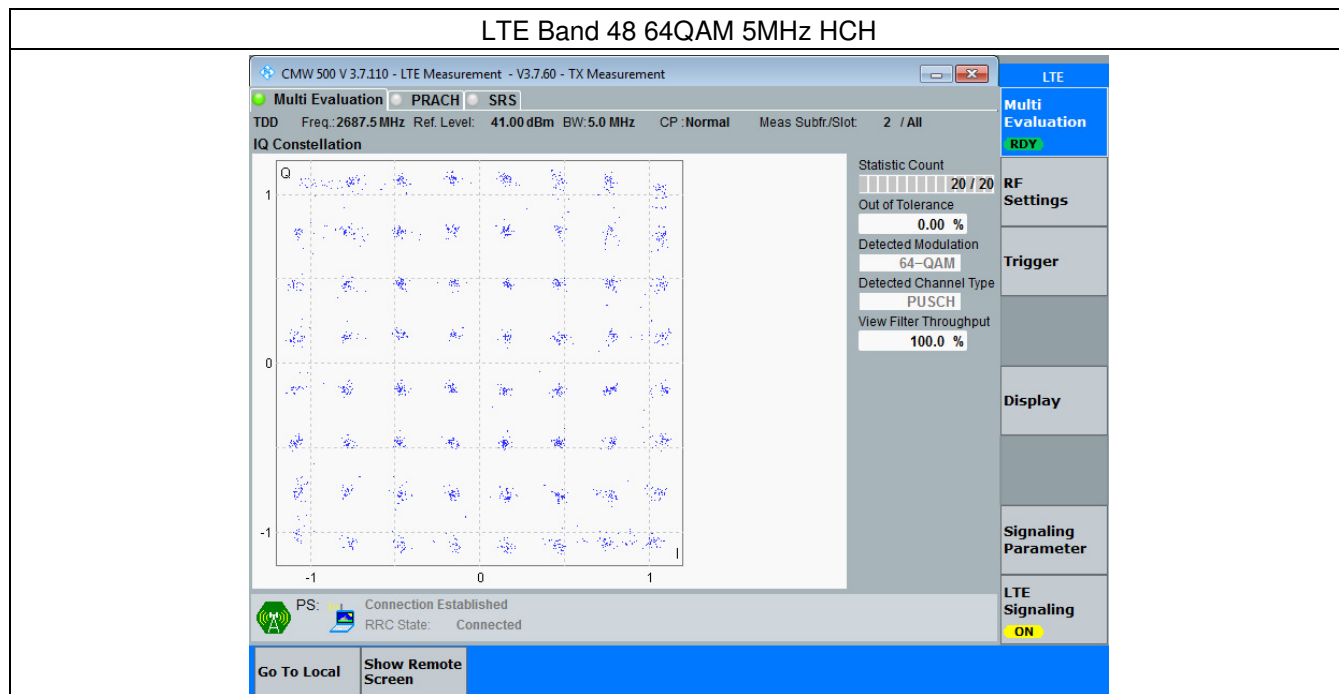 LTE Band 48 64QAM 5MHz HCH
CMW 500 V 3.7.110 - LTE Measurement - V3.7.60 - TX Measurement
LTE
Multi Evaluation PRACH SRS
TDD Freq.: 2687.5 MHz Ref. Level: 41.00 dBm BW: 5.0 MHz CP : Normal Meas Subfr./Slot: 2 / All
IQ Constellation
Q
1
0
-1
-1 0 1
I
Statistic Count
20 / 20
Out of Tolerance
0.00 %
Detected Modulation
64-QAM
Detected Channel Type
PUSCH
View Filter Throughput
100.0 %
Multi
Evaluation
RDY
RF
Settings
Trigger
Display
Signaling
Parameter
LTE
Signaling
ON
PS: Connection Established
RRC State: Connected
Go To Local
Show Remote
Screen